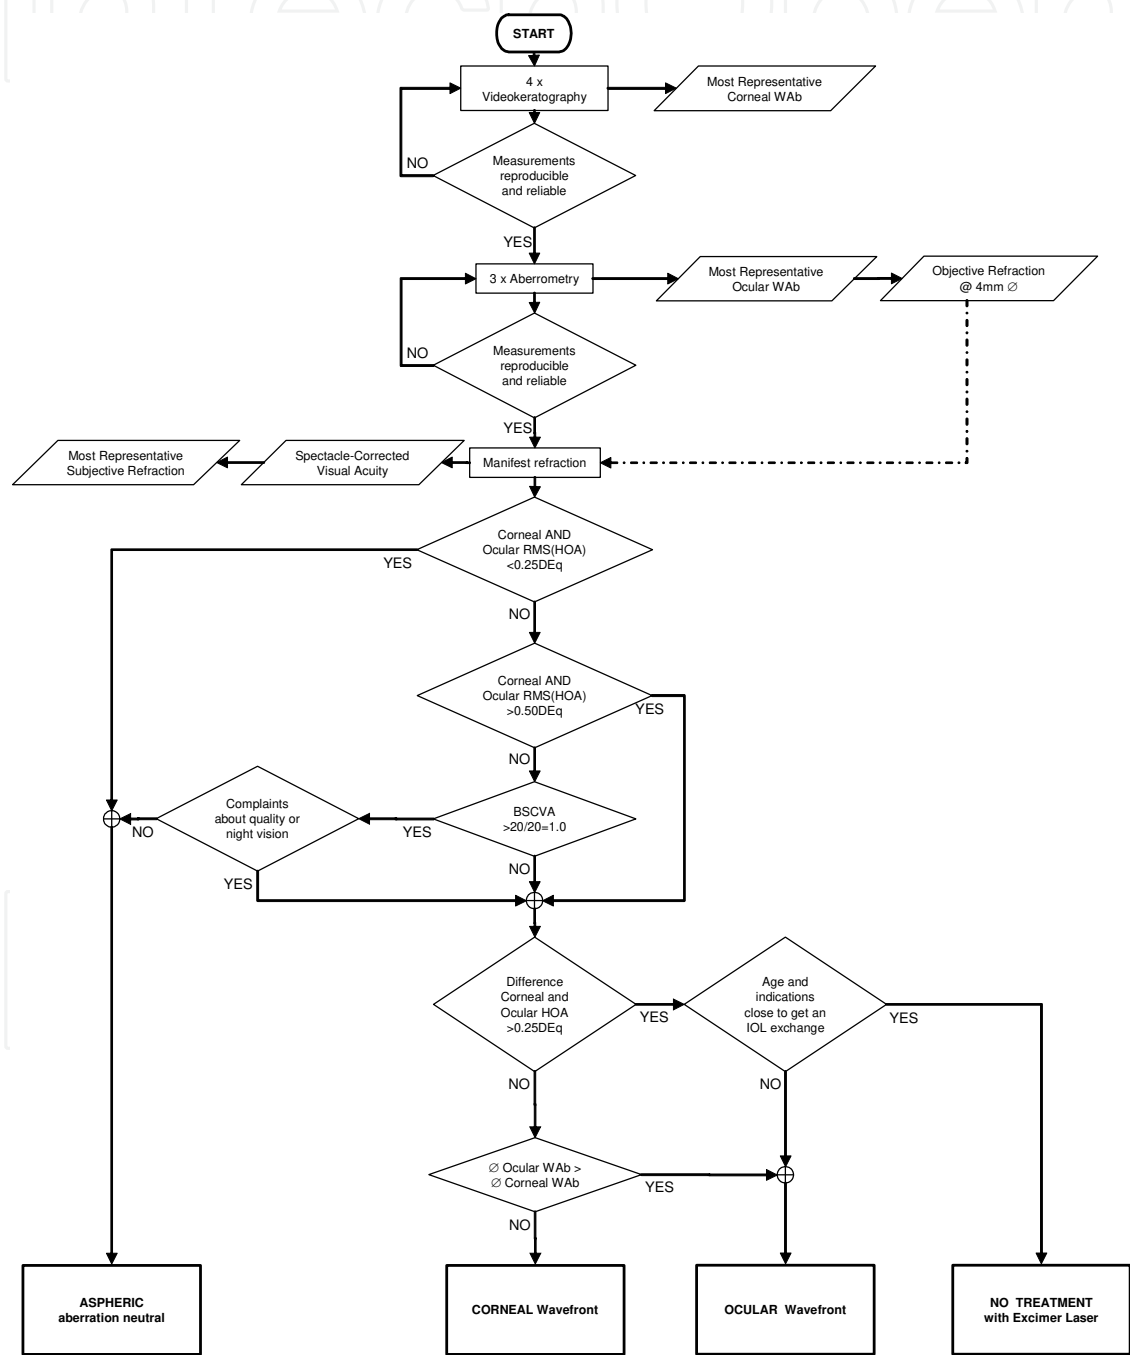 START
4 x
Videokeratography
Most Representative
Corneal WAb
NO
Measurements
reproducible
and reliable
YES
3 x Aberrometry
Most Representative
Ocular WAb
Objective Refraction
@ 4mm ∅
NO
Measurements
reproducible
and reliable
YES
Most Representative
Subjective Refraction
Spectacle-Corrected
Visual Acuity
Manifest refraction
Corneal AND
Ocular RMS(HOA)
<0.25DEq
YES
NO
Corneal AND
Ocular RMS(HOA)
>0.50DEq
YES
NO
Complaints
about quality or
night vision
BSCVA
>20/20=1.0
NO
YES
NO
YES
Difference
Corneal and
Ocular HOA
>0.25DEq
Age and
indications
close to get an
IOL exchange
YES
YES
NO
NO
∅ Ocular WAb >
∅ Corneal WAb
YES
NO
ASPHERIC
aberration neutral
CORNEAL Wavefront
OCULAR Wavefront
NO TREATMENT
with Excimer Laser